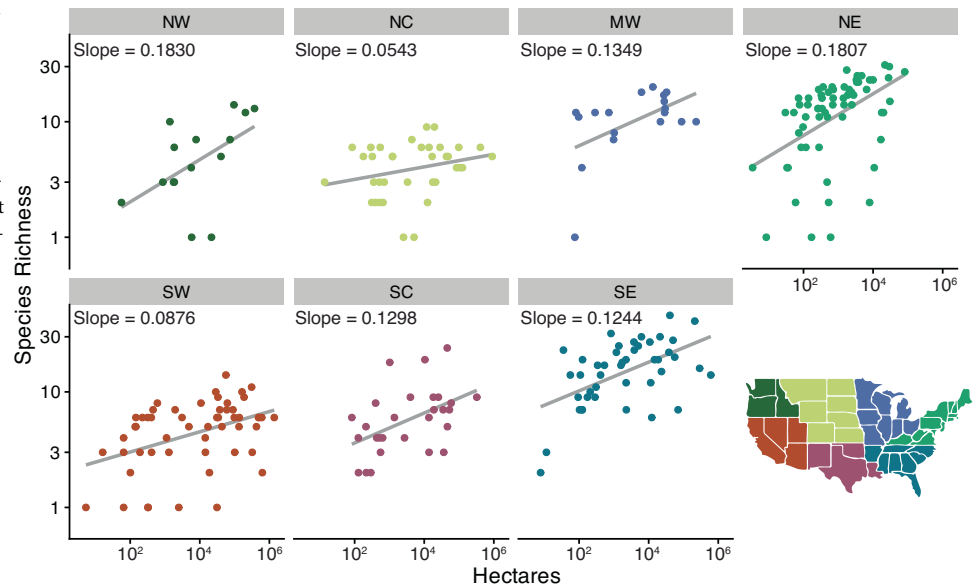 NW NC MW NE
Slope = 0.1830 Slope = 0.0543 Slope = 0.1349 Slope = 0.1807
30
10
3
1
10² 10⁴ 10⁶
Species Richness
t
SW SC SE
Slope = 0.0876 Slope = 0.1298 Slope = 0.1244
30
10
3
1
10² 10⁴ 10⁶ 10² 10⁴ 10⁶ 10² 10⁴ 10⁶
Hectares